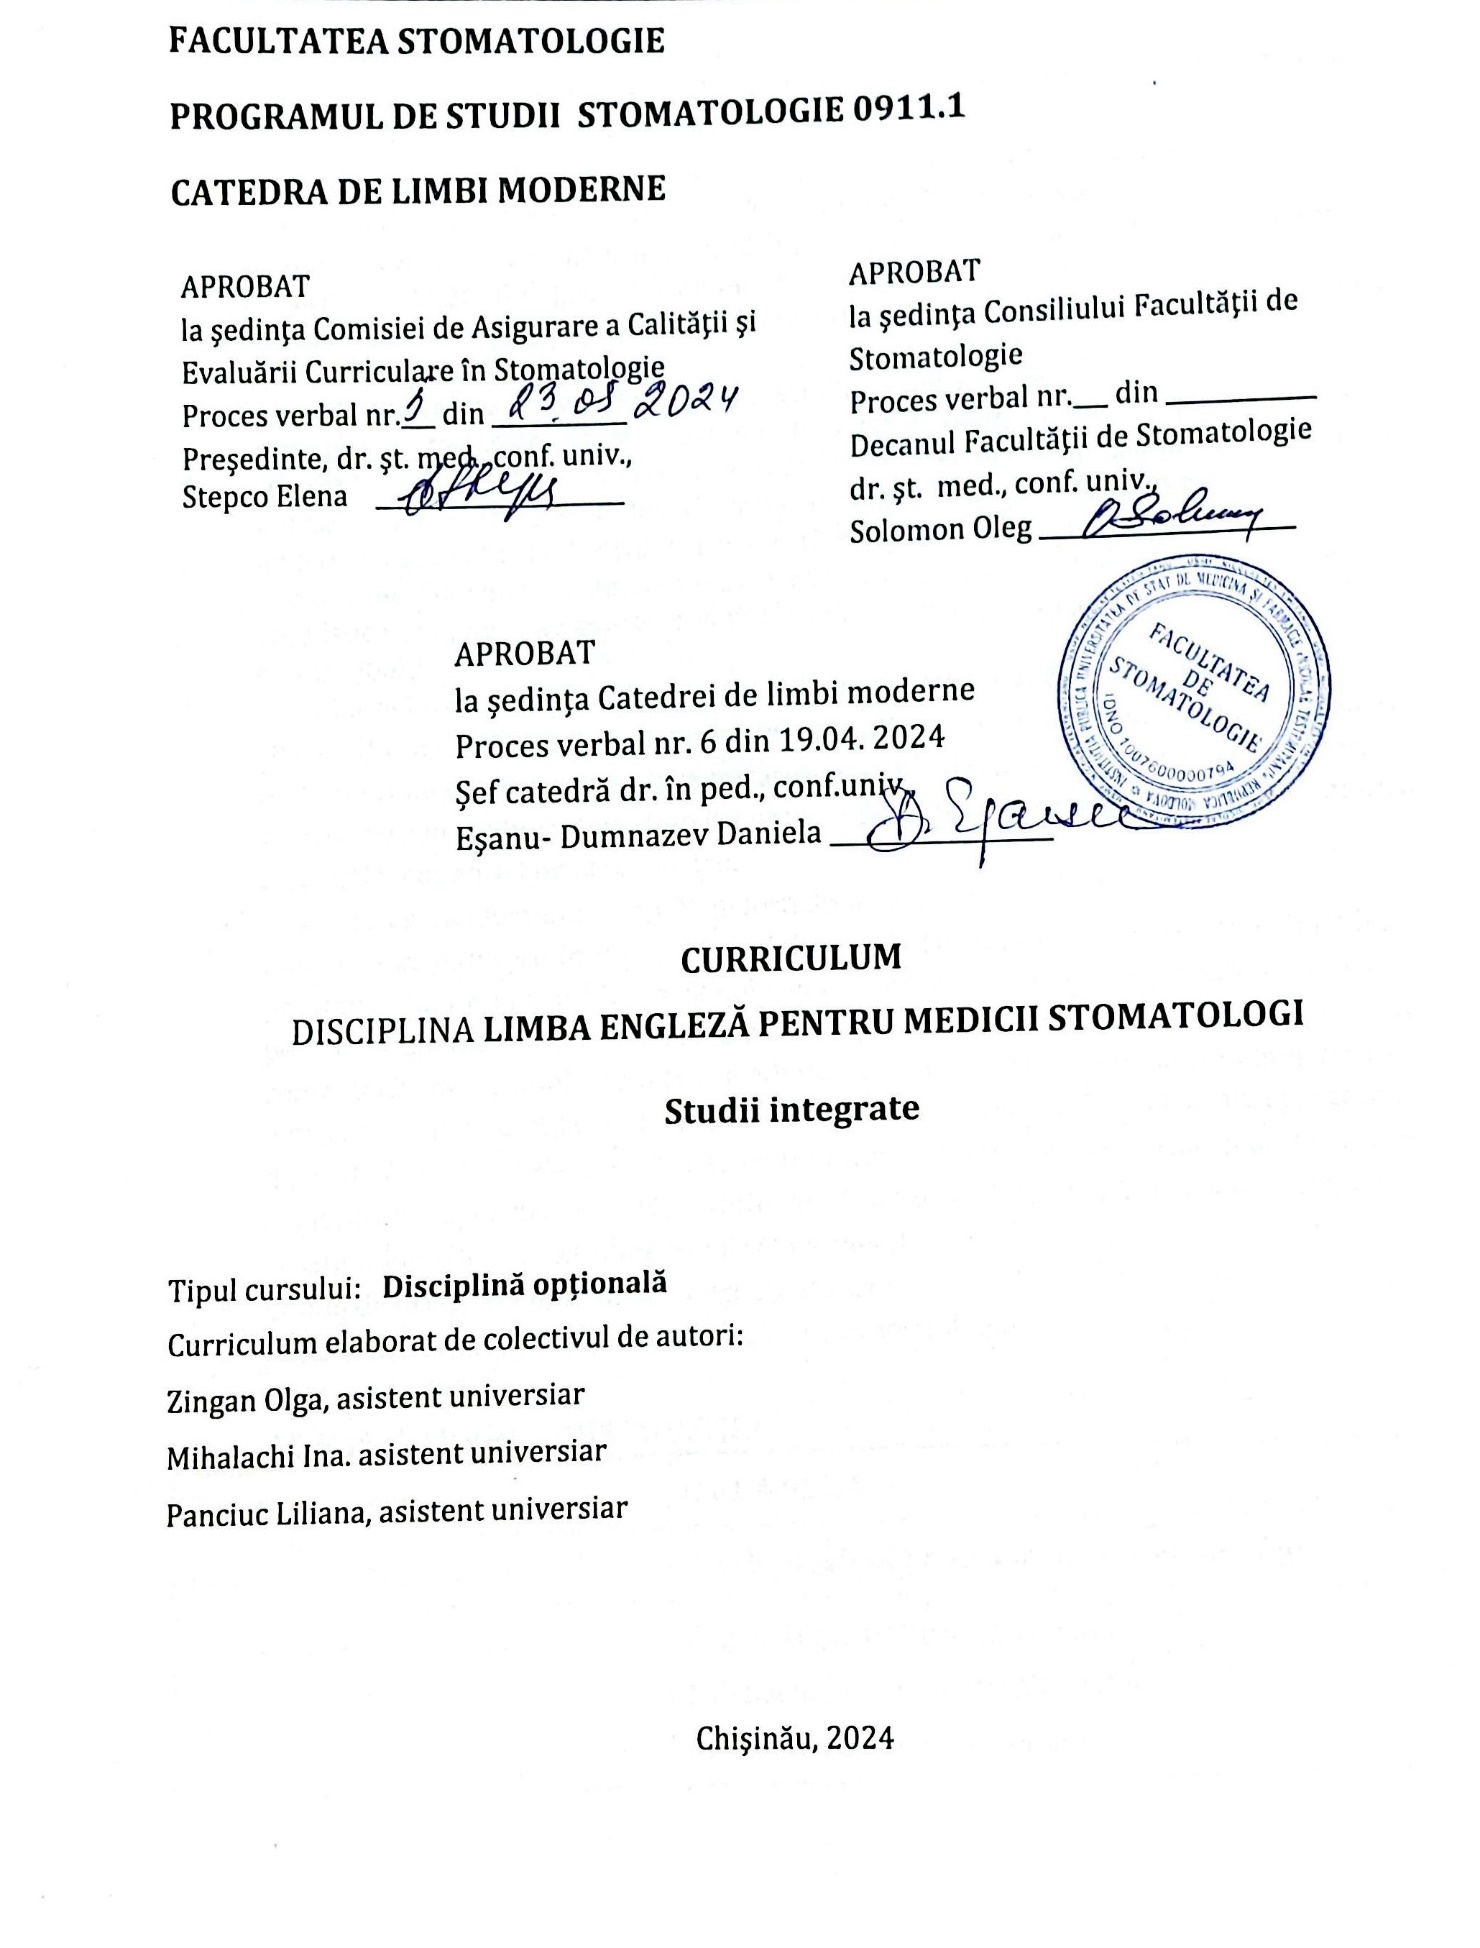 FACULTATEA STOMATOLOGIE
PROGRAMUL DE STUDII STOMATOLOGIE 0911.1
CATEDRA DE LIMBI MODERNE
APROBAT
la şedinţa Comisiei de Asigurare a Calităţii şi
Evaluării Curriculare în Stomatologie
Proces verbal nr. din 2024
Preşedinte, dr. şt. med., conf. univ.,
Stepco Elena
APROBAT
la şedinţa Consiliului Facultăţii de
Stomatologie
Proces verbal nr.__ din ________
Decanul Facultăţii de Stomatologie
dr. şt. med., conf. univ.,
Solomon Oleg
FACULTATEA
DE
STOMATOLOGIE
IDNO 1007600000794
APROBAT
la şedinţa Catedrei de limbi moderne
Proces verbal nr. 6 din 19.04. 2024
Şef catedră dr. în ped., conf.univ.,
Eşanu- Dumnazev Daniela
CURRICULUM
DISCIPLINA LIMBA ENGLEZĂ PENTRU MEDICII STOMATOLOGI
Studii integrate
Tipul cursului: Disciplină opțională
Curriculum elaborat de colectivul de autori:
Zingan Olga, asistent universiar
Mihalachi Ina. asistent universiar
Panciuc Liliana, asistent universiar
Chişinău, 2024